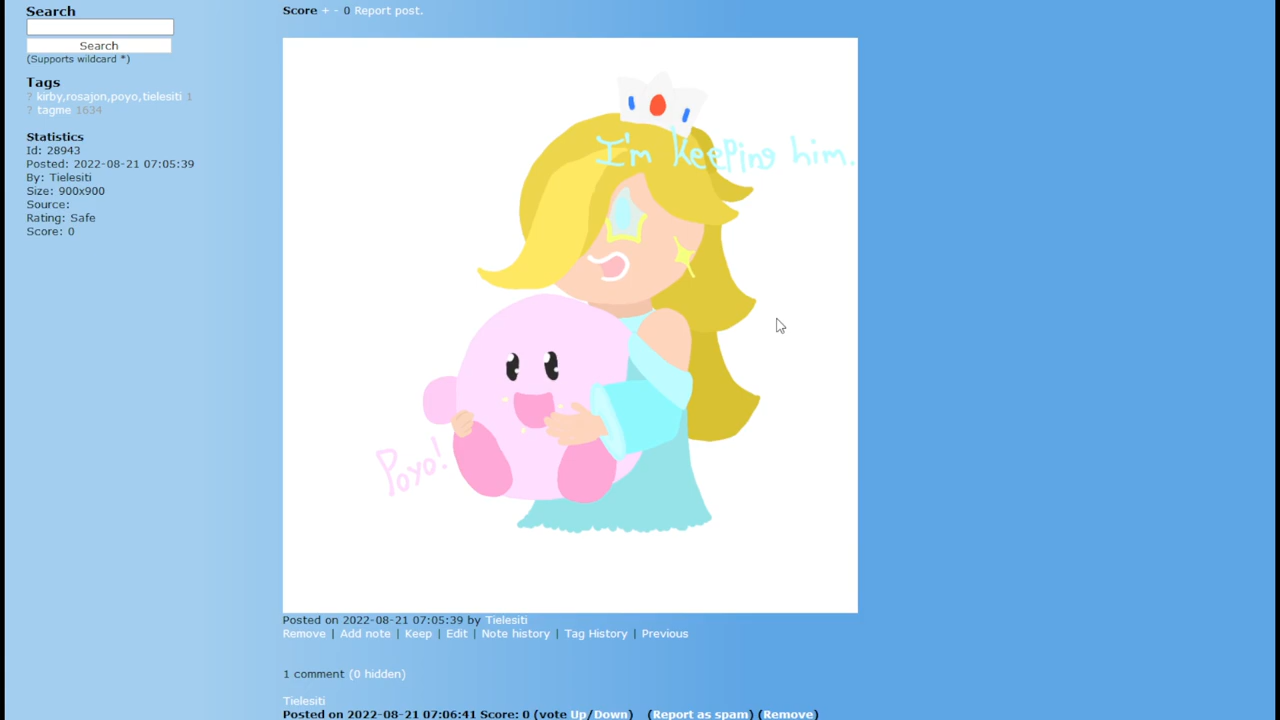 Search
Search
(Supports wildcard *)
Tags
? kirby,rosajon,poyo,tielesiti 1
? tagme 1634
Statistics
Id: 28943
Posted: 2022-08-21 07:05:39
By: Tielesiti
Size: 900x900
Source:
Rating: Safe
Score: 0
Score + - 0 Report post.
I'm keeping him.
Poyo!
Posted on 2022-08-21 07:05:39 by Tielesiti
Remove | Add note | Keep | Edit | Note history | Tag History | Previous
1 comment (0 hidden)
Tielesiti
Posted on 2022-08-21 07:06:41 Score: 0 (vote Up/Down) (Report as spam) (Remove)